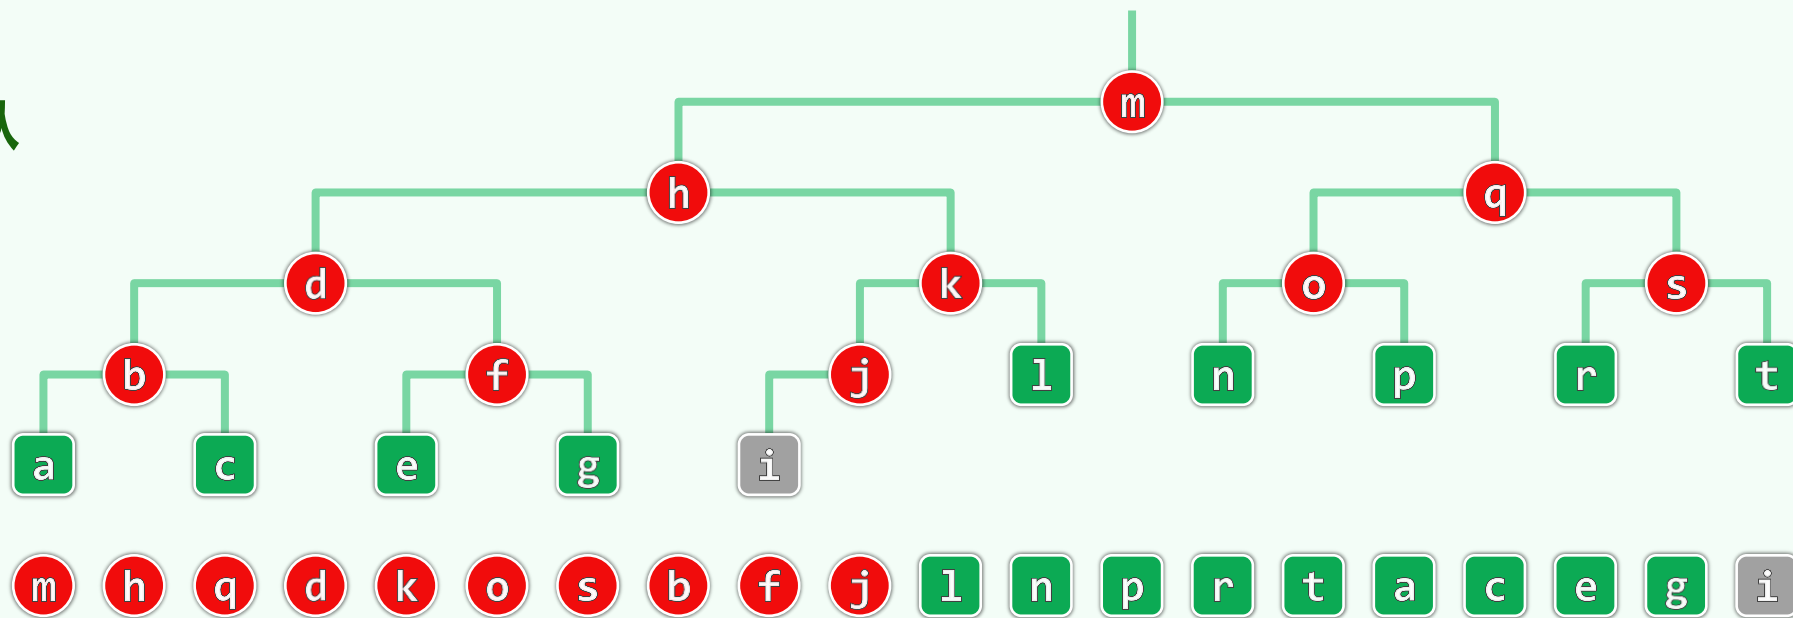 m
h q
d k o s
b f j l n p r t
a c e g i
m h q d k o s b f j l n p r t a c e g i